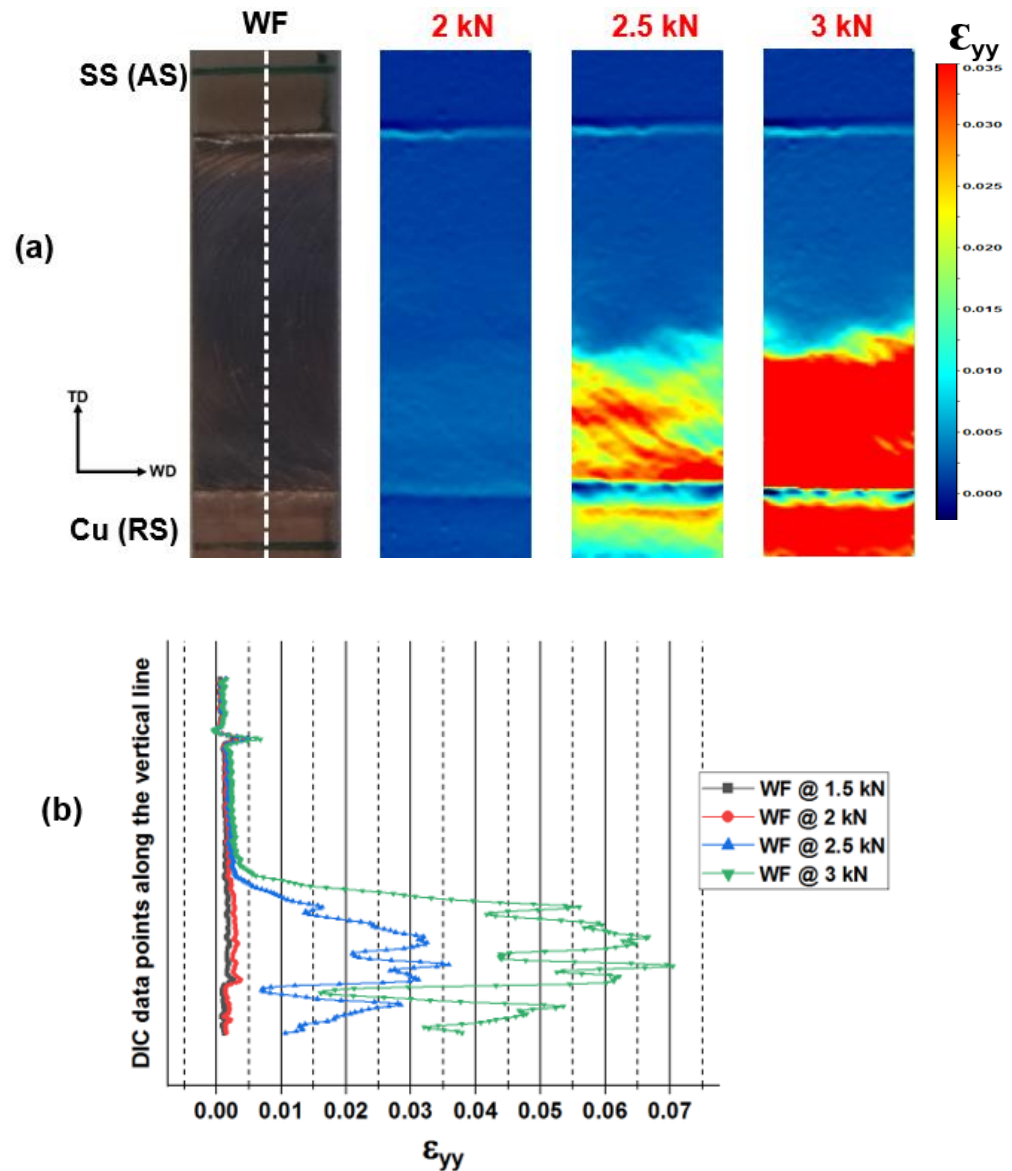 WF 2 kN 2.5 kN 3 kN εyy
SS (AS)
0.035
0.030
0.025
0.020
0.015
0.010
0.005
0.000
(a)
TD
WD
Cu (RS)
(b)
DIC data points along the vertical line
WF @ 1.5 kN
WF @ 2 kN
WF @ 2.5 kN
WF @ 3 kN
0.00 0.01 0.02 0.03 0.04 0.05 0.06 0.07
εyy